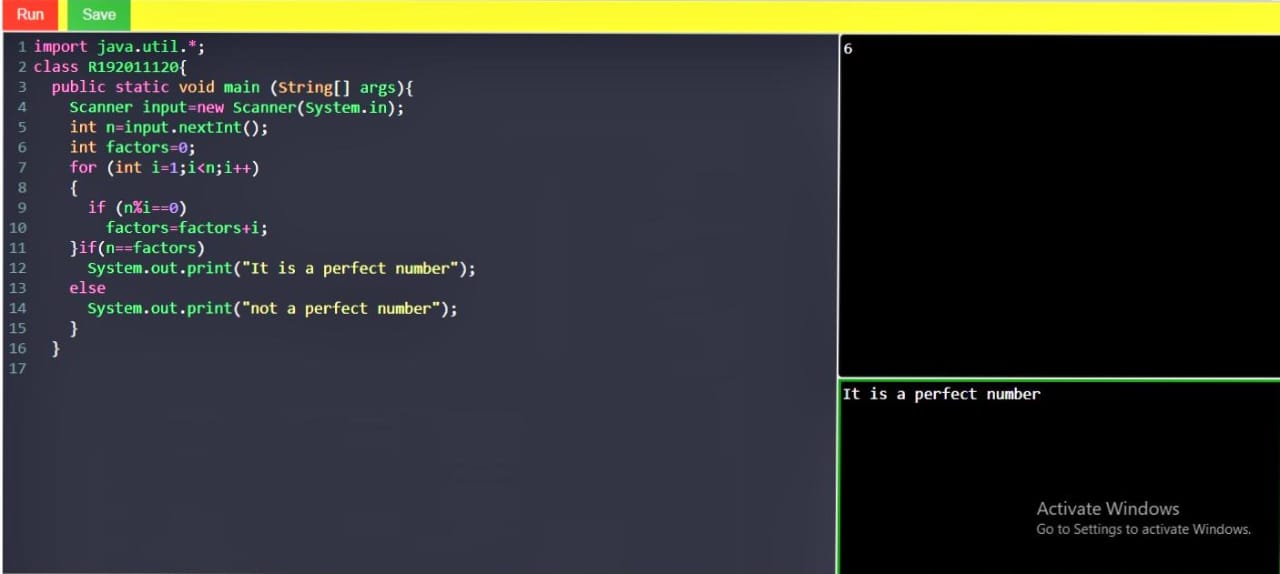 Run Save
1 import java.util.*;
2 class R192011120{
3 public static void main (String[] args){
4 Scanner input=new Scanner(System.in);
5 int n=input.nextInt();
6 int factors=0;
7 for (int i=1;i<n;i++)
8 {
9 if (n%i==0)
10 factors=factors+i;
11 }if(n==factors)
12 System.out.print("It is a perfect number");
13 else
14 System.out.print("not a perfect number");
15 }
16 }
17
6
It is a perfect number
Activate Windows
Go to Settings to activate Windows.